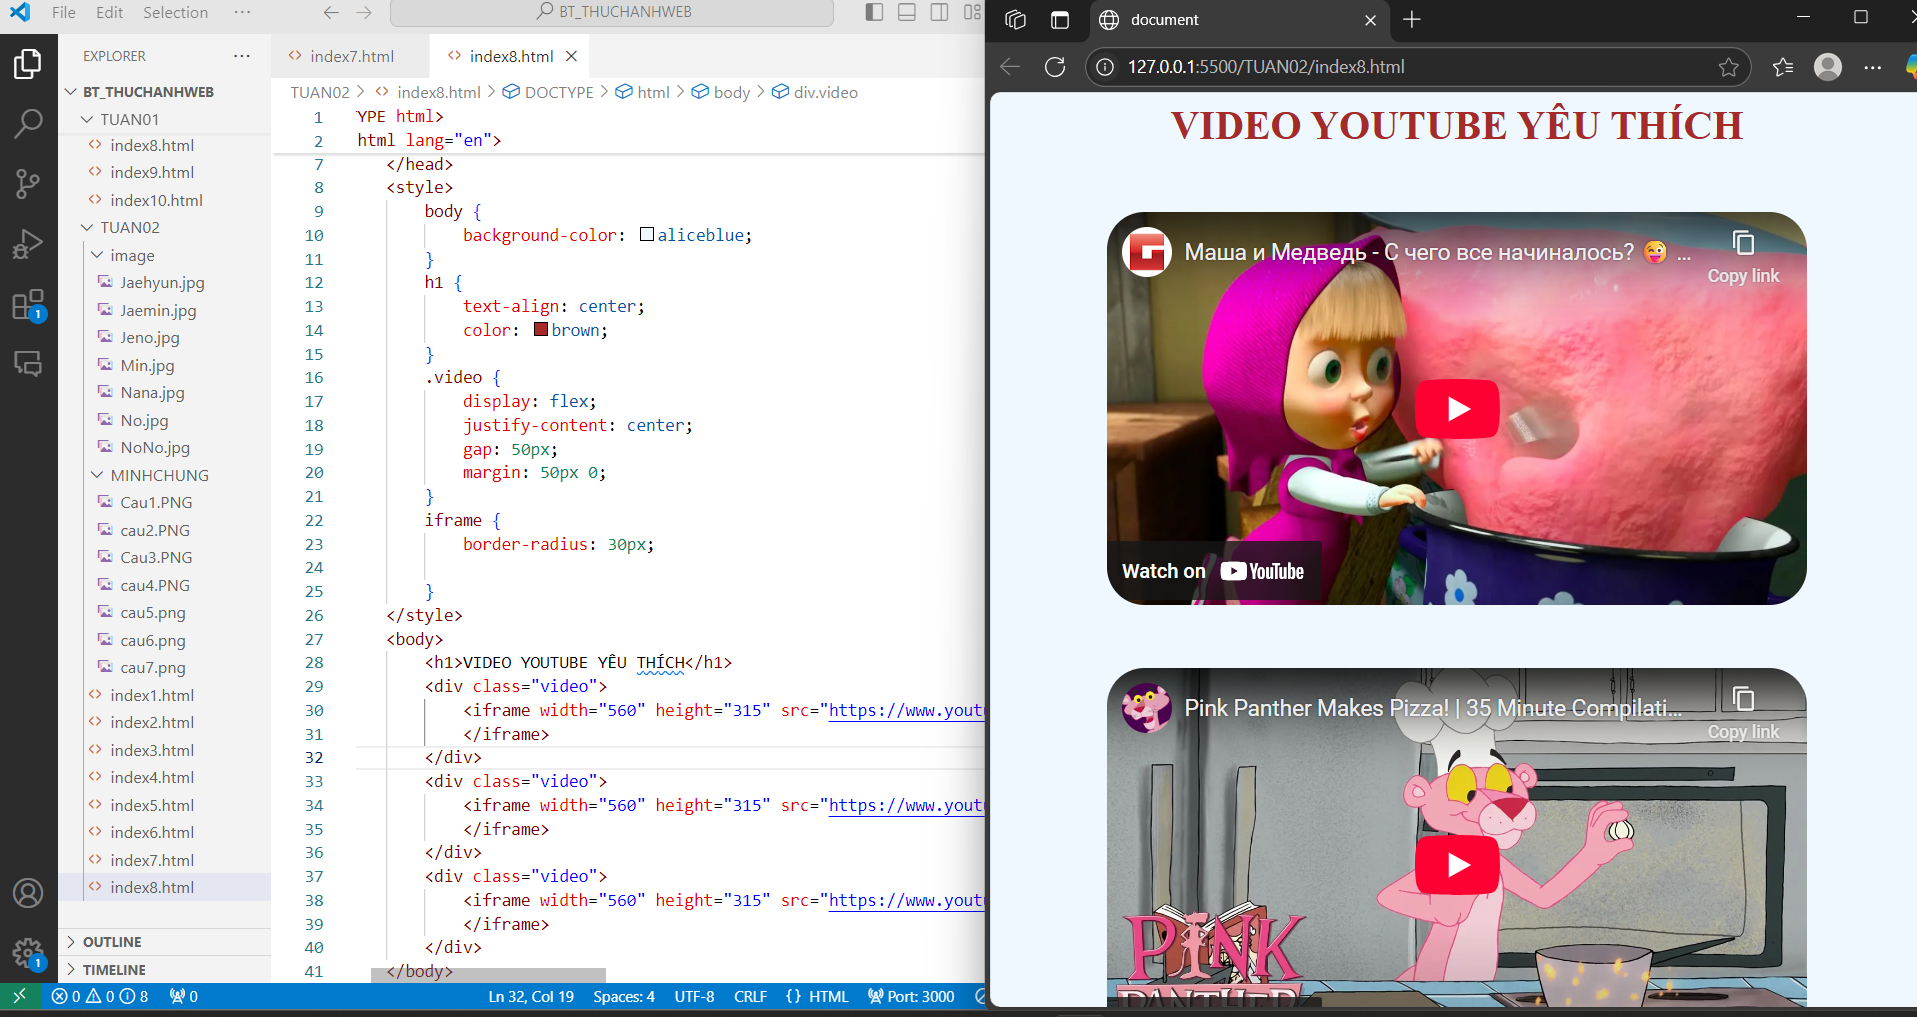 File Edit Selection ···
BT_THUCHANHWEB
EXPLORER ···
BT_THUCHANHWEB
TUAN01
index8.html
index9.html
index10.html
TUAN02
image
Jaehyun.jpg
Jaemin.jpg
Jeno.jpg
Min.jpg
Nana.jpg
No.jpg
NoNo.jpg
MINHCHUNG
Cau1.PNG
cau2.PNG
Cau3.PNG
cau4.PNG
cau5.png
cau6.png
cau7.png
index1.html
index2.html
index3.html
index4.html
index5.html
index6.html
index7.html
index8.html
OUTLINE
TIMELINE
1
1
index7.html
index8.html
TUAN02 > index8.html > DOCTYPE > html > body > div.video
1 YPE html>
2 html lang="en">
7 </head>
8 <style>
9 body {
10 background-color: aliceblue;
11 }
12 h1 {
13 text-align: center;
14 color: brown;
15 }
16 .video {
17 display: flex;
18 justify-content: center;
19 gap: 50px;
20 margin: 50px 0;
21 }
22 iframe {
23 border-radius: 30px;
24
25 }
26 </style>
27 <body>
28 <h1>VIDEO YOUTUBE YÊU THÍCH</h1>
29 <div class="video">
30 <iframe width="560" height="315" src="https://www.yout
31 </iframe>
32 </div>
33 <div class="video">
34 <iframe width="560" height="315" src="https://www.yout
35 </iframe>
36 </div>
37 <div class="video">
38 <iframe width="560" height="315" src="https://www.yout
39 </iframe>
40 </div>
41 </body>
0 0 8 0 Ln 32, Col 19 Spaces: 4 UTF-8 CRLF {} HTML Port: 3000
document
127.0.0.1:5500/TUAN02/index8.html
VIDEO YOUTUBE YÊU THÍCH
Маша и Медведь - С чего все начиналось? 😜 ...
Copy link
Watch on YouTube
Pink Panther Makes Pizza! | 35 Minute Compilati...
Copy link
PINK
PANTHER